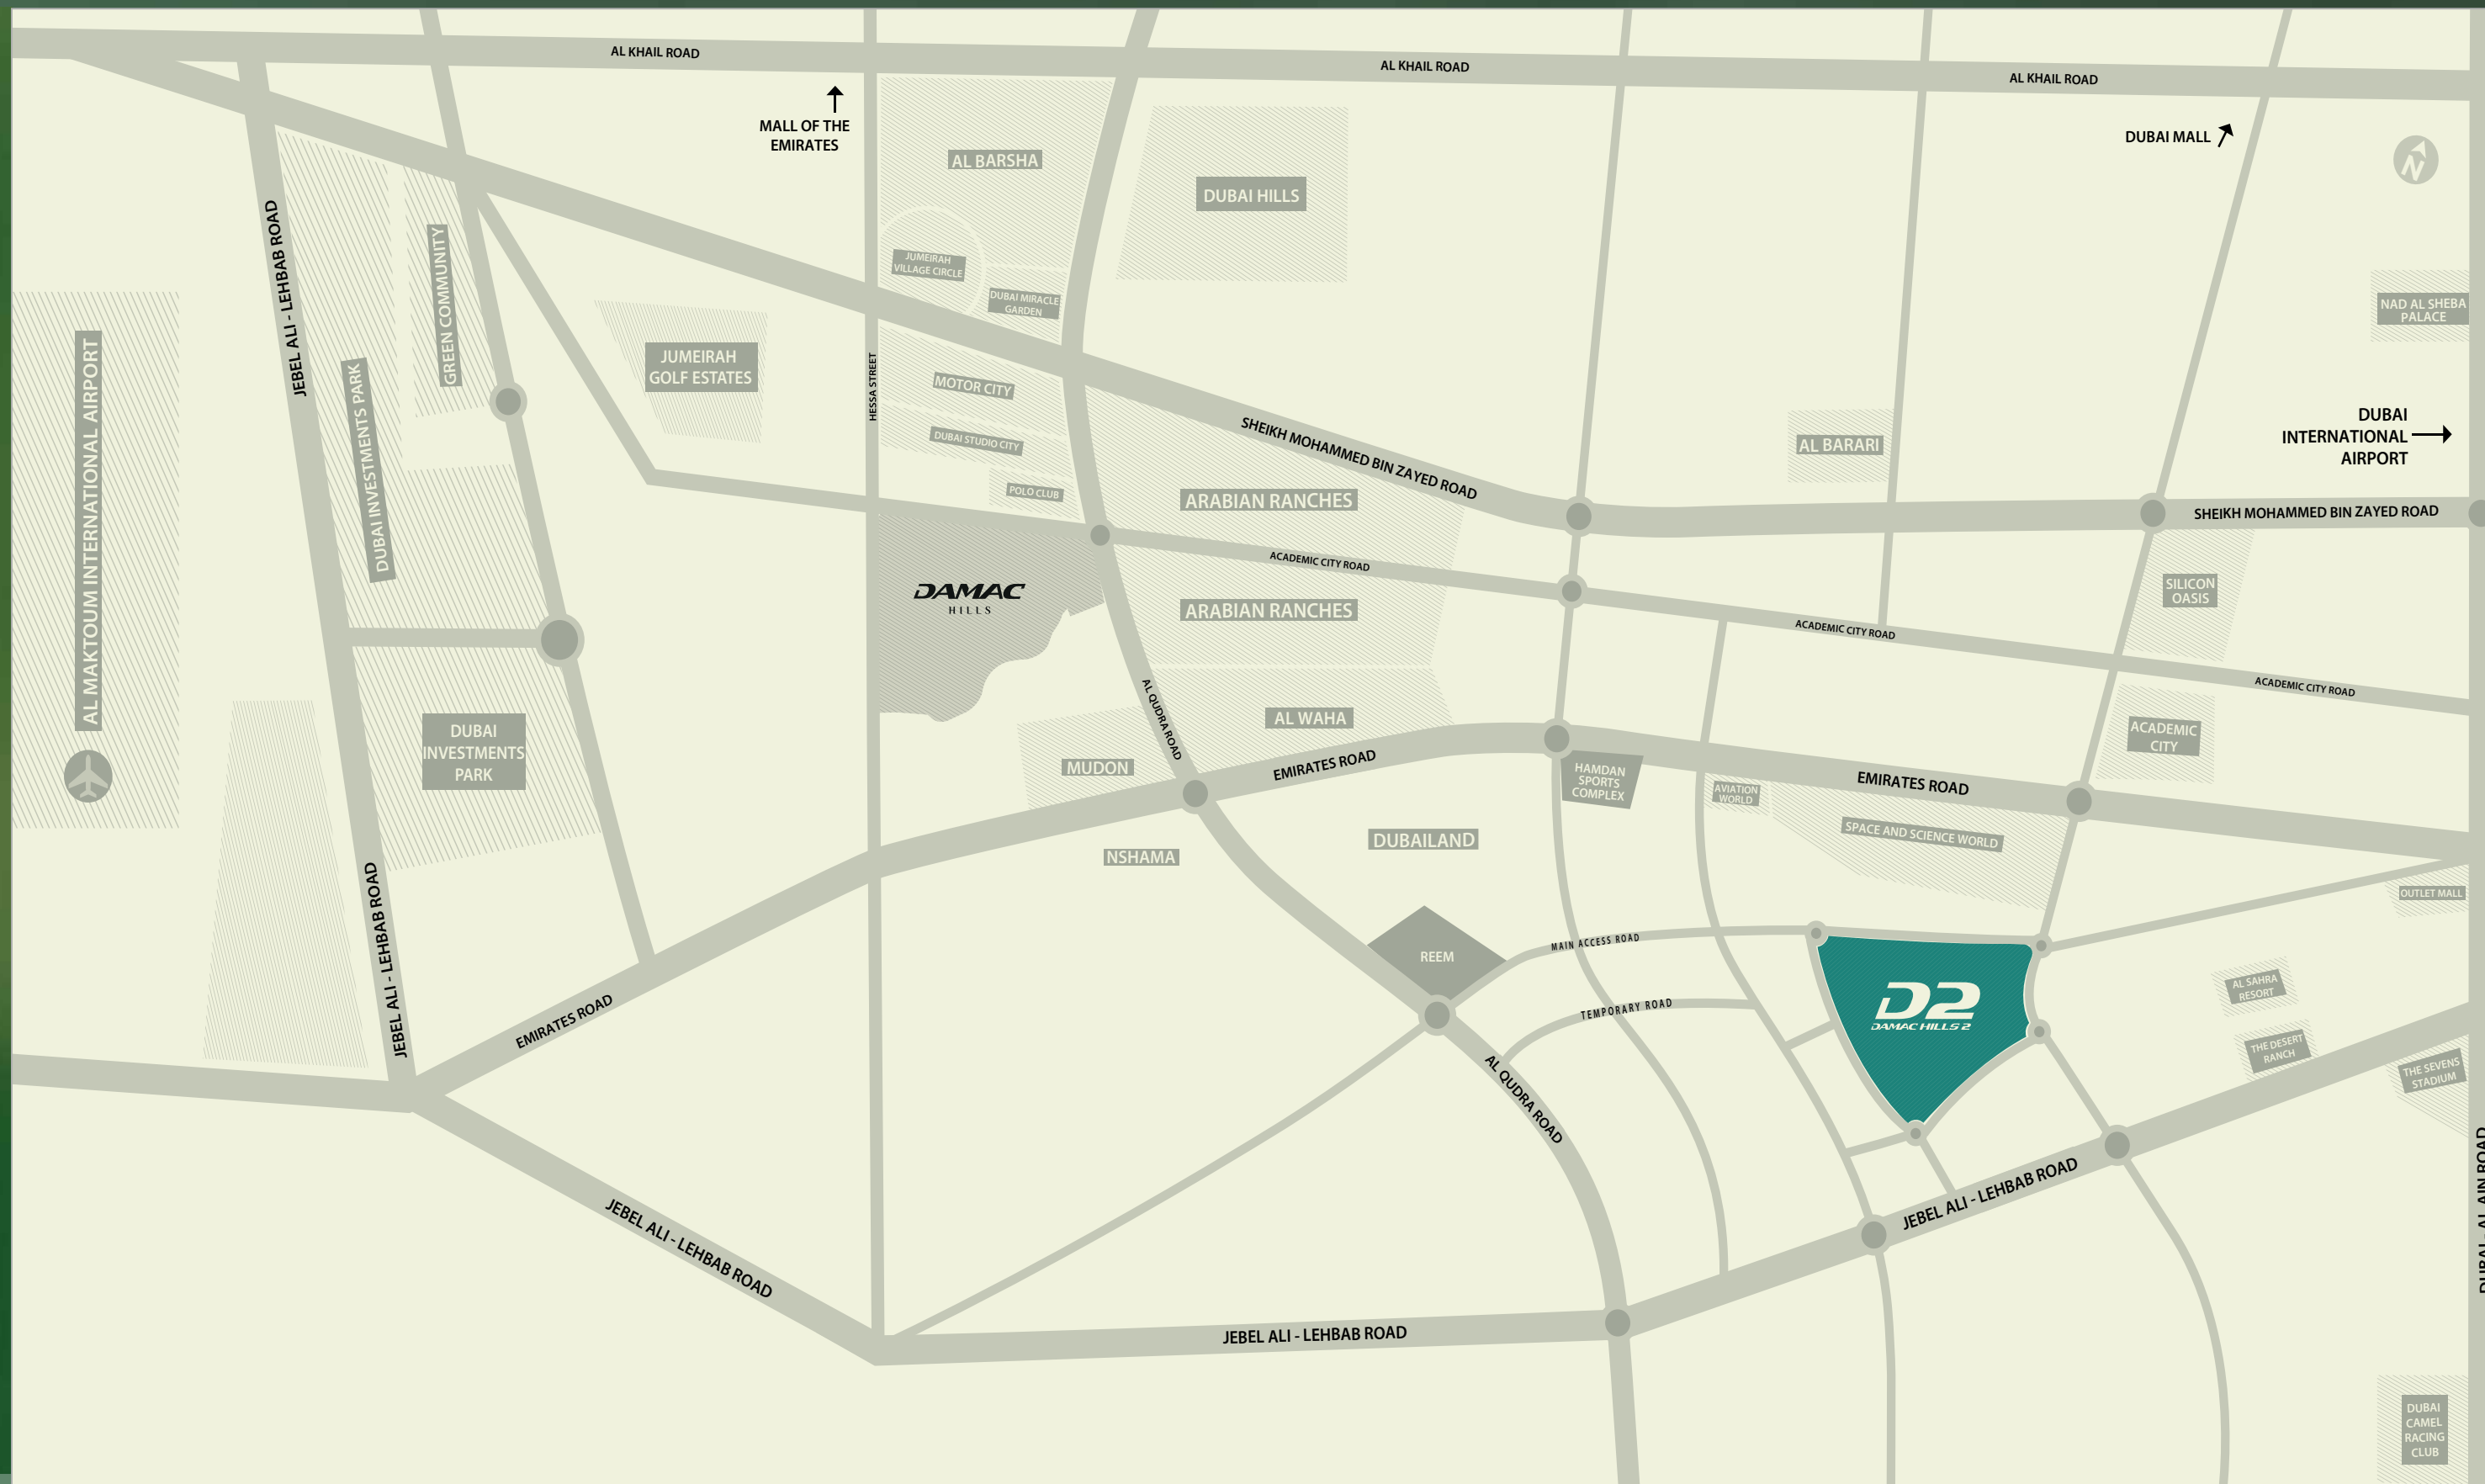 AL KHAIL ROAD
AL KHAIL ROAD
AL KHAIL ROAD
MALL OF THE
EMIRATES
DUBAI MALL
N
AL BARSHA
DUBAI HILLS
JEBEL ALI - LEHBAB ROAD
GREEN COMMUNITY
JUMEIRAH
VILLAGE CIRCLE
DUBAI MIRACLE
GARDEN
NAD AL SHEBA
PALACE
AL MAKTOUM INTERNATIONAL AIRPORT
DUBAI INVESTMENTS PARK
JUMEIRAH
GOLF ESTATES
HESSA STREET
MOTOR CITY
DUBAI STUDIO CITY
POLO CLUB
SHEIKH MOHAMMED BIN ZAYED ROAD
AL BARARI
DUBAI
INTERNATIONAL
AIRPORT
ARABIAN RANCHES
SHEIKH MOHAMMED BIN ZAYED ROAD
ACADEMIC CITY ROAD
DAMAC
HILLS
ARABIAN RANCHES
SILICON
OASIS
ACADEMIC CITY ROAD
ACADEMIC CITY ROAD
AL QUDRA ROAD
AL WAHA
ACADEMIC
CITY
DUBAI
INVESTMENTS
PARK
MUDON
EMIRATES ROAD
HAMDAN
SPORTS
COMPLEX
AVIATION
WORLD
EMIRATES ROAD
SPACE AND SCIENCE WORLD
DUBAILAND
NSHAMA
OUTLET MALL
JEBEL ALI - LEHBAB ROAD
REEM
MAIN ACCESS ROAD
TEMPORARY ROAD
D2
DAMAC HILLS 2
AL SAHRA
RESORT
THE DESERT
RANCH
THE SEVENS
STADIUM
EMIRATES ROAD
AL QUDRA ROAD
JEBEL ALI - LEHBAB ROAD
JEBEL ALI - LEHBAB ROAD
JEBEL ALI - LEHBAB ROAD
DUBAI - AL AIN ROAD
DUBAI
CAMEL
RACING
CLUB